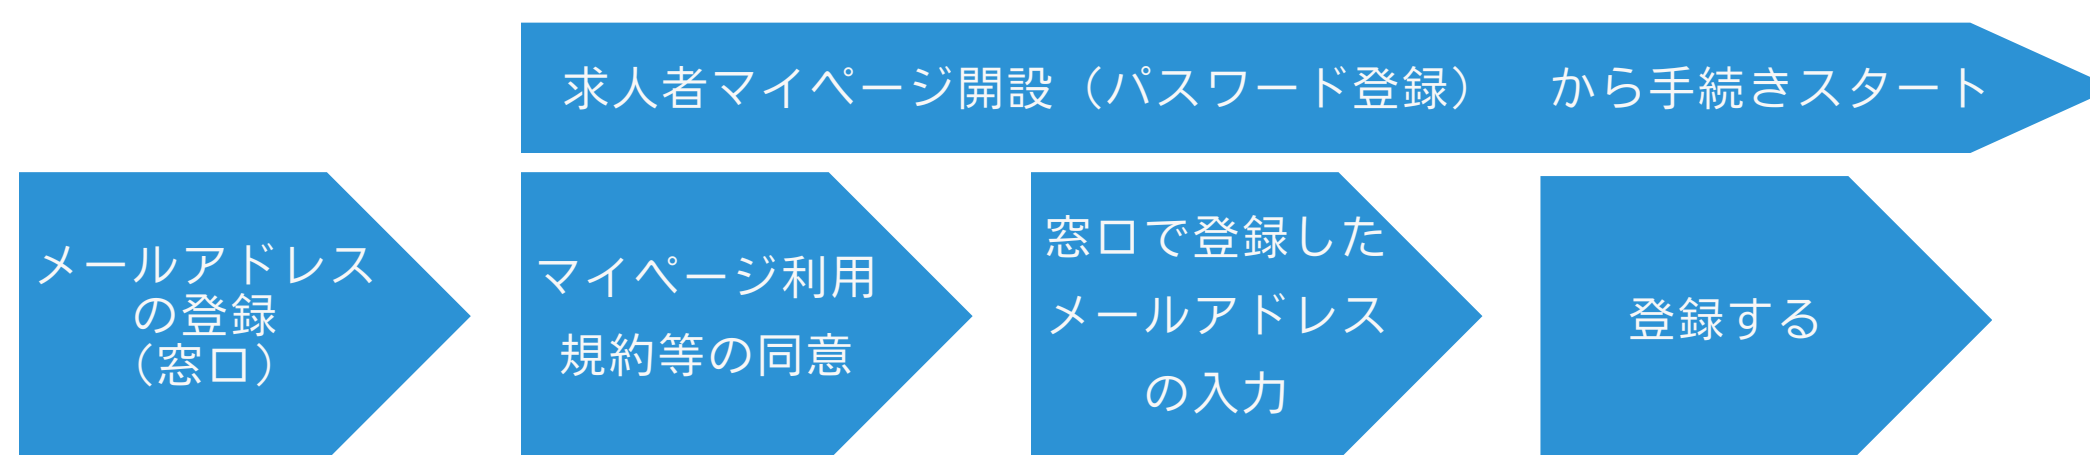 求人者マイページ開設（パスワード登録）　から手続きスタート
メールアドレス
の登録
（窓口）
マイページ利用
規約等の同意
窓口で登録した
メールアドレス
の入力
登録する